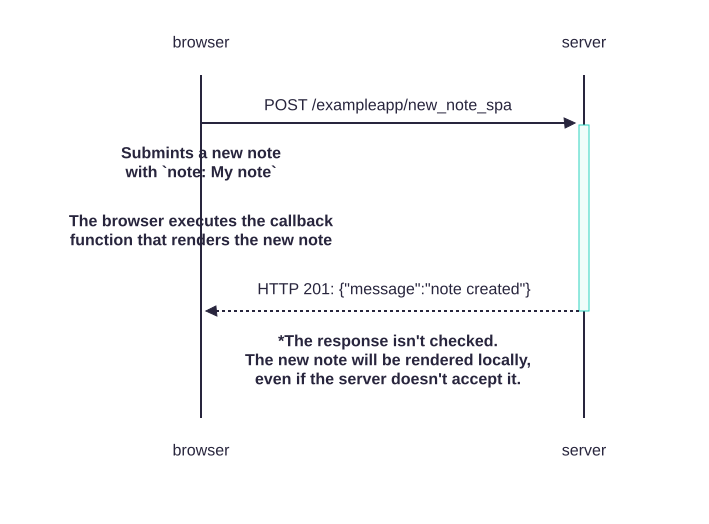 browser
server
POST /exampleapp/new_note_spa
Submints a new note
with `note: My note`
The browser executes the callback
function that renders the new note
HTTP 201: {"message":"note created"}
*The response isn't checked.
The new note will be rendered locally,
even if the server doesn't accept it.
browser
server